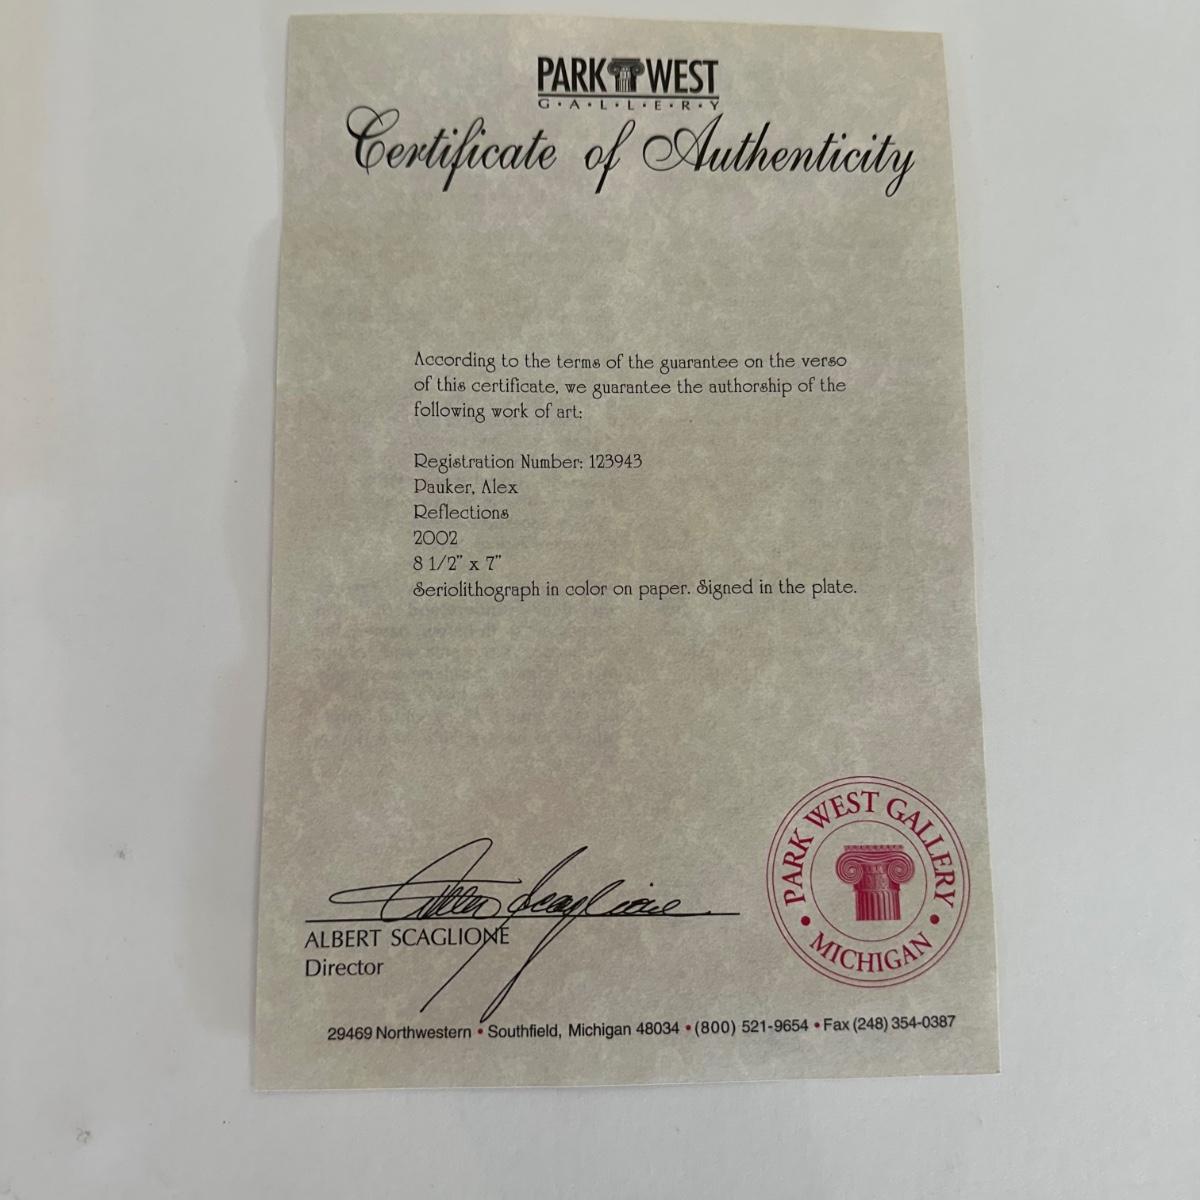 PARK WEST
G·A·L·L·E·R·Y
Certificate of Authenticity
According to the terms of the guarantee on the verso
of this certificate, we guarantee the authorship of the
following work of art:
Registration Number: 123943
Pauker, Alex
Reflections
2002
8 1/2" x 7"
Seriolithograph in color on paper. Signed in the plate.
Albert Scaglione
ALBERT SCAGLIONE
Director
PARK WEST GALLERY
• MICHIGAN •
29469 Northwestern • Southfield, Michigan 48034 • (800) 521-9654 • Fax (248) 354-0387